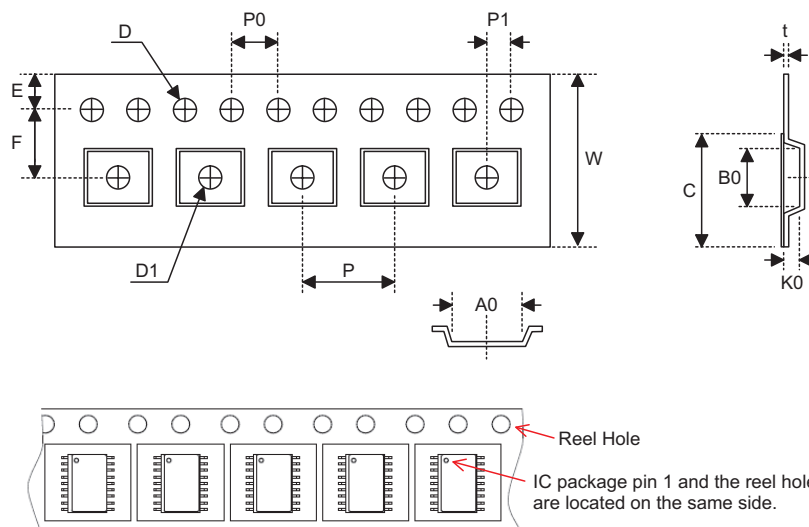 D
P0
P1
t
E
F
W
C
B0
D1
P
K0
A0
Reel Hole
IC package pin 1 and the reel hole
are located on the same side.